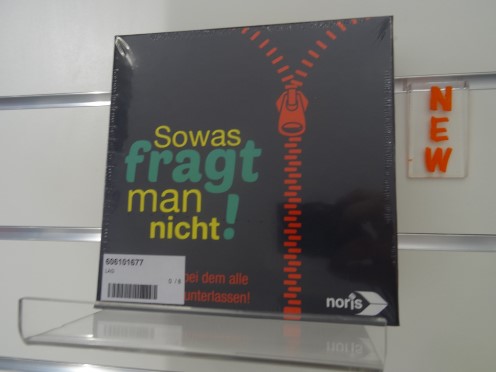 Sowas
fragt
man
nicht!
606101677
bei dem alle
unterlassen!
noris
NEW